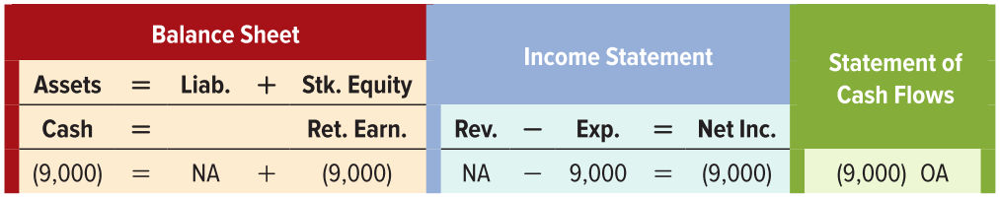 Balance Sheet
Income Statement
Statement of
Cash Flows
Assets = Liab. + Stk. Equity
Cash = Ret. Earn. Rev. − Exp. = Net Inc.
(9,000) = NA + (9,000) NA − 9,000 = (9,000) (9,000) OA